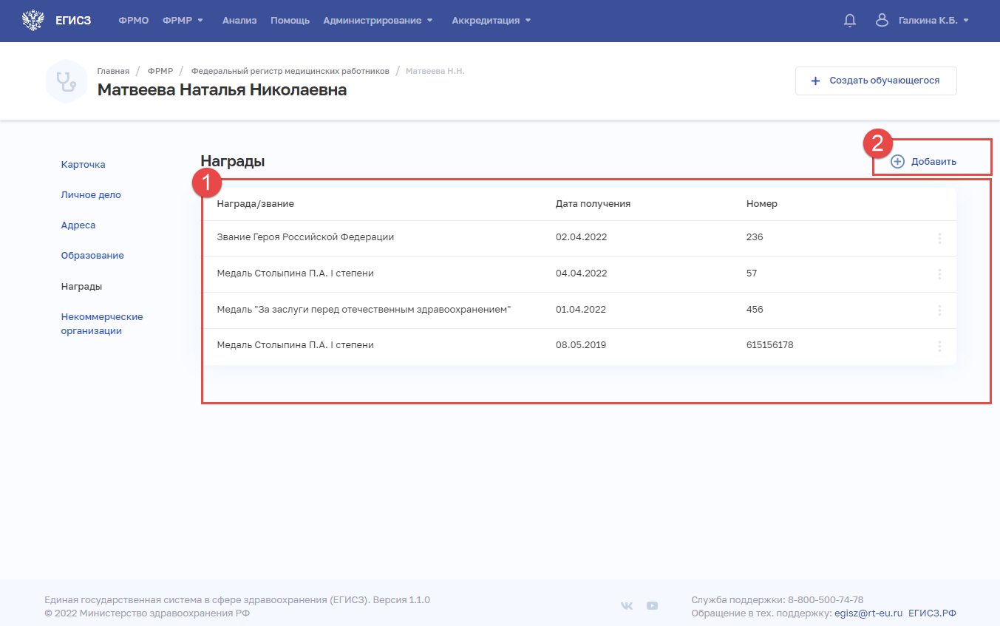 ЕГИСЗ ФРМО ФРМР Анализ Помощь Администрирование Аккредитация Галкина К.Б.
Главная / ФРМР / Федеральный регистр медицинских работников / Матвеева Н.Н.
Матвеева Наталья Николаевна
+ Создать обучающегося
Карточка
Личное дело
Адреса
Образование
Награды
Некоммерческие
организации
Награды
2
Добавить
1
Награда/звание Дата получения Номер
Звание Героя Российской Федерации 02.04.2022 236
Медаль Столыпина П.А. I степени 04.04.2022 57
Медаль "За заслуги перед отечественным здравоохранением" 01.04.2022 456
Медаль Столыпина П.А. I степени 08.05.2019 615156178
Единая государственная система в сфере здравоохранения (ЕГИСЗ). Версия 1.1.0
© 2022 Министерство здравоохранения РФ
Служба поддержки: 8-800-500-74-78
Обращение в тех. поддержку: egisz@rt-eu.ru ЕГИСЗ.РФ